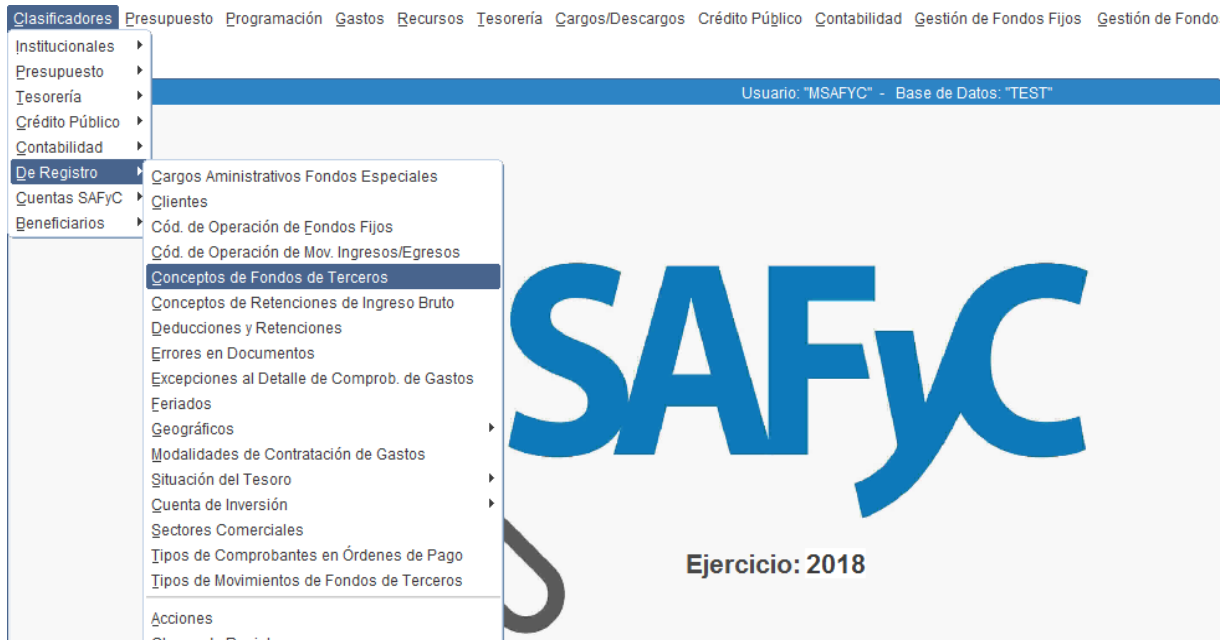 Clasificadores Presupuesto Programación Gastos Recursos Tesorería Cargos/Descargos Crédito Público Contabilidad Gestión de Fondos Fijos Gestión de Fondo
Institucionales
Presupuesto
Tesorería
Crédito Público
Contabilidad
De Registro
Cuentas SAFyC
Beneficiarios
Usuario: "MSAFYC" - Base de Datos: "TEST"
Cargos Aministrativos Fondos Especiales
Clientes
Cód. de Operación de Fondos Fijos
Cód. de Operación de Mov. Ingresos/Egresos
Conceptos de Fondos de Terceros
Conceptos de Retenciones de Ingreso Bruto
Deducciones y Retenciones
Errores en Documentos
Excepciones al Detalle de Comprob. de Gastos
Feriados
Geográficos
Modalidades de Contratación de Gastos
Situación del Tesoro
Cuenta de Inversión
Sectores Comerciales
Tipos de Comprobantes en Órdenes de Pago
Tipos de Movimientos de Fondos de Terceros
Acciones
SAFyC
Ejercicio: 2018